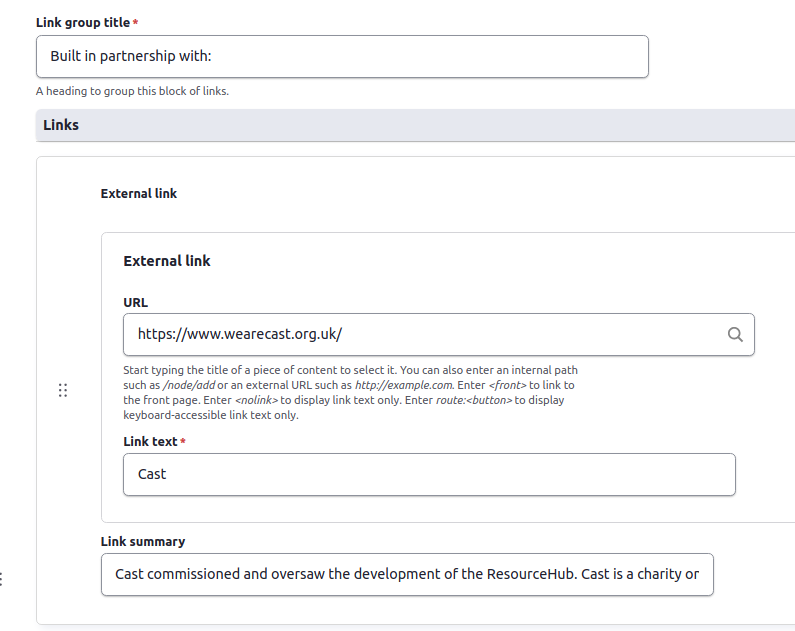 Link group title *
Built in partnership with:
A heading to group this block of links.
Links
External link
External link
URL
https://www.wearecast.org.uk/
Start typing the title of a piece of content to select it. You can also enter an internal path
such as /node/add or an external URL such as http://example.com. Enter <front> to link to
the front page. Enter <nolink> to display link text only. Enter route:<button> to display
keyboard-accessible link text only.
Link text *
Cast
Link summary
Cast commissioned and oversaw the development of the ResourceHub. Cast is a charity or